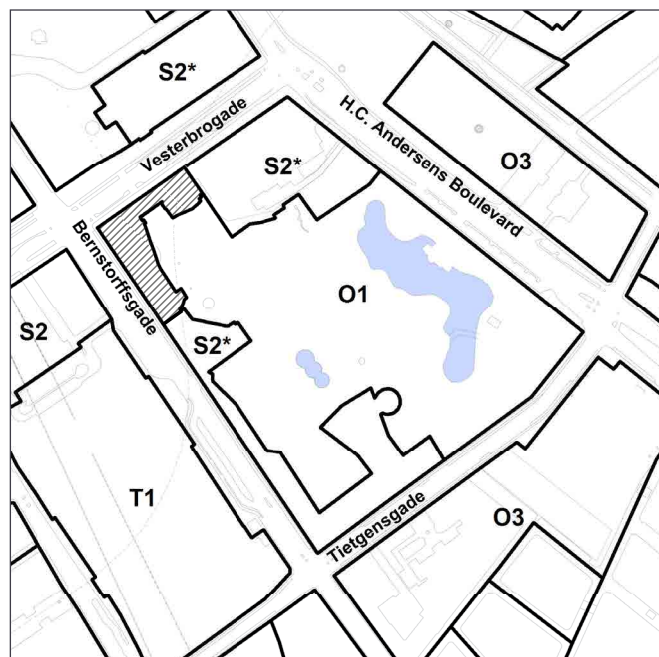 S2*
Vesterbrogade
H.C. Andersens Boulevard
O3
S2*
Bernstorffsgade
O1
S2
S2*
T1
Tietgensgade
O3